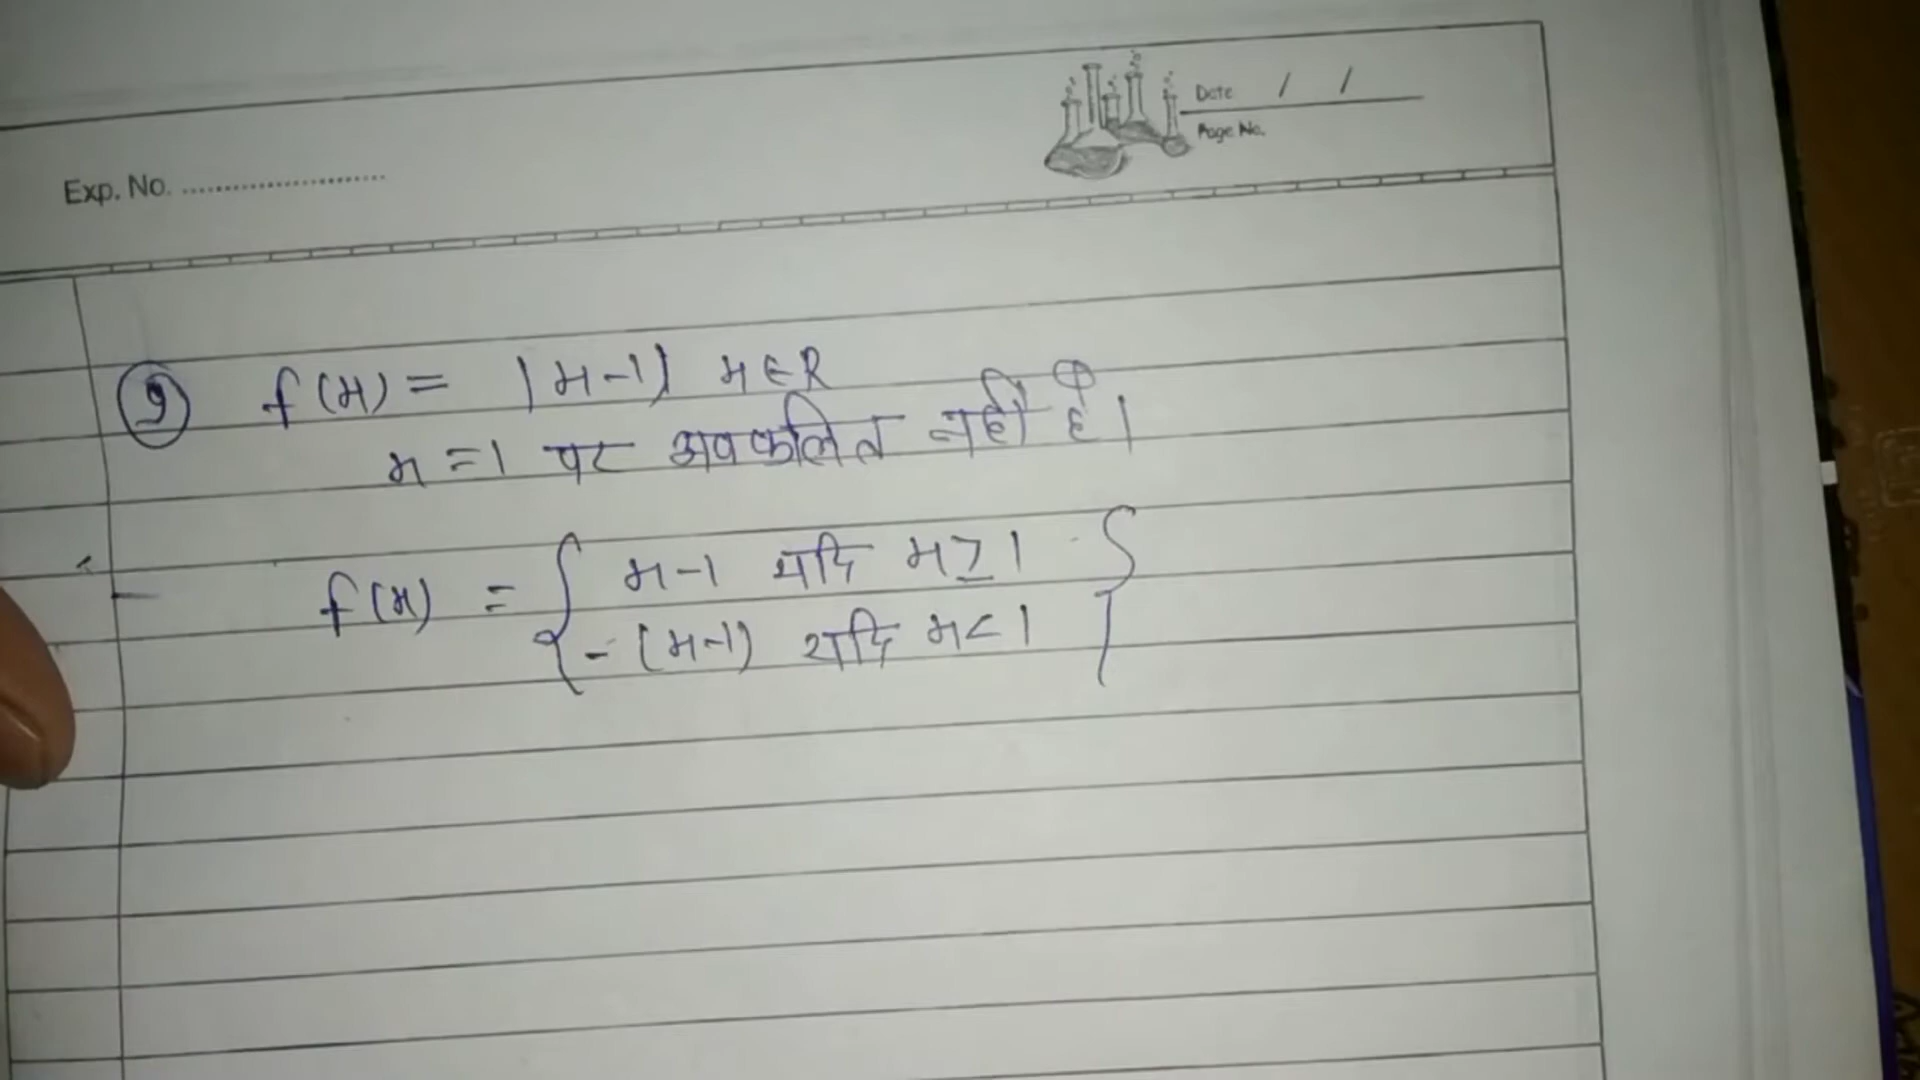 Date / /
Page No.
Exp. No. ........................
9 f(x) = |x-1| x∈R
x=1 पर अवकलित नहीं है।
f(x) = { x-1 यदि x≥1 }
{ -(x-1) यदि x<1 }